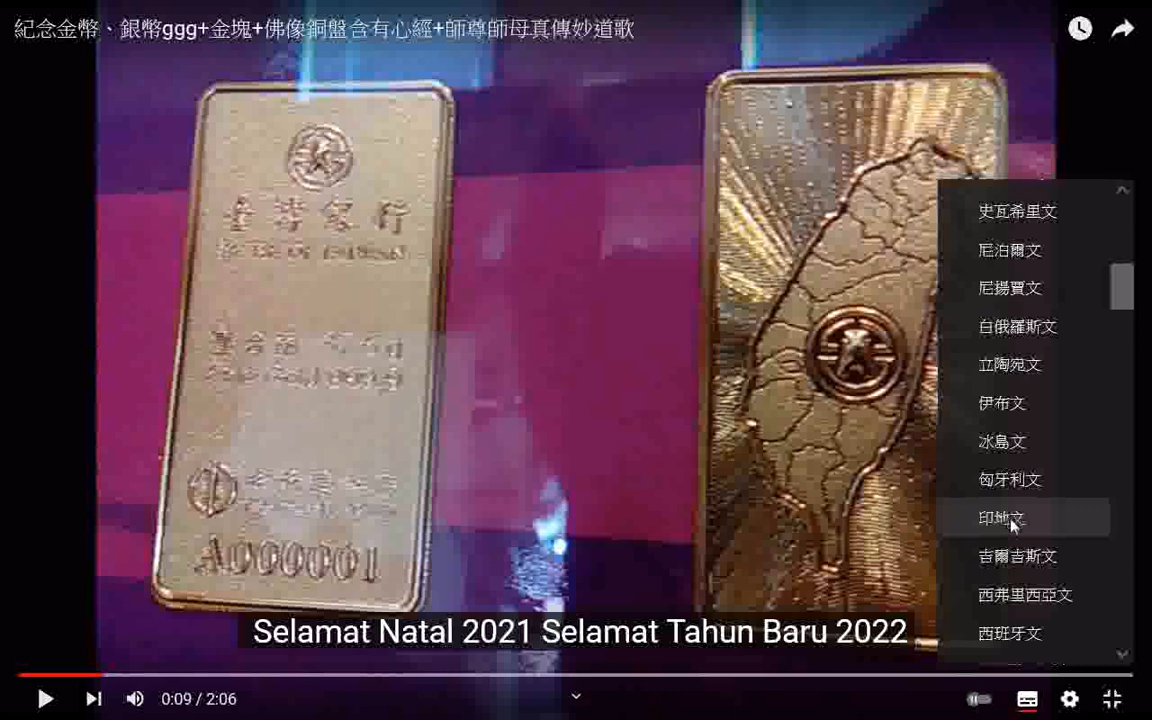 紀念金幣、銀幣ggg+金塊+佛像銅盤含有心經+師尊師母真傳妙道歌
臺灣銀行
A000001
史瓦希里文
尼泊爾文
尼揚賈文
白俄羅斯文
立陶宛文
伊布文
冰島文
匈牙利文
印地文
吉爾吉斯文
西弗里西亞文
西班牙文
Selamat Natal 2021 Selamat Tahun Baru 2022
0:09 / 2:06